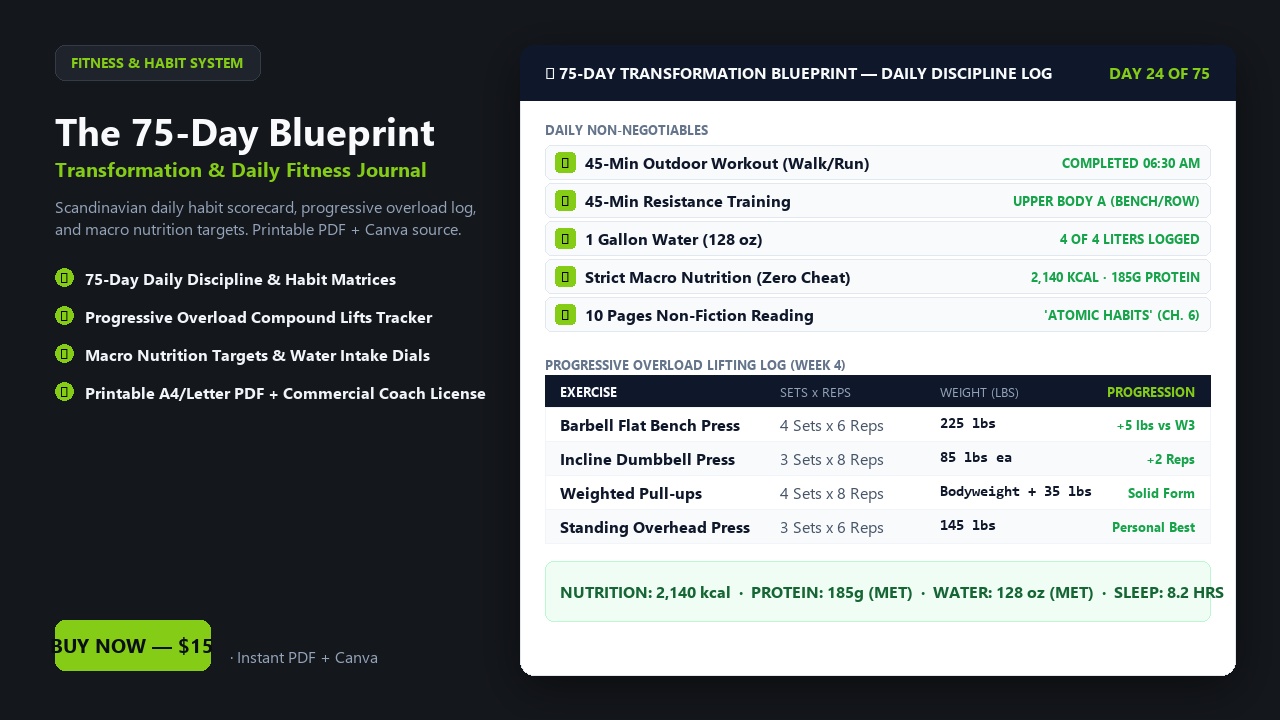 FITNESS & HABIT SYSTEM
The 75-Day Blueprint
Transformation & Daily Fitness Journal
Scandinavian daily habit scorecard, progressive overload log,
and macro nutrition targets. Printable PDF + Canva source.
75-Day Daily Discipline & Habit Matrices
Progressive Overload Compound Lifts Tracker
Macro Nutrition Targets & Water Intake Dials
Printable A4/Letter PDF + Commercial Coach License
BUY NOW — $15
· Instant PDF + Canva
75-DAY TRANSFORMATION BLUEPRINT — DAILY DISCIPLINE LOG DAY 24 OF 75
DAILY NON-NEGOTIABLES
45-Min Outdoor Workout (Walk/Run) COMPLETED 06:30 AM
45-Min Resistance Training UPPER BODY A (BENCH/ROW)
1 Gallon Water (128 oz) 4 OF 4 LITERS LOGGED
Strict Macro Nutrition (Zero Cheat) 2,140 KCAL · 185G PROTEIN
10 Pages Non-Fiction Reading 'ATOMIC HABITS' (CH. 6)
PROGRESSIVE OVERLOAD LIFTING LOG (WEEK 4)
EXERCISE SETS x REPS WEIGHT (LBS) PROGRESSION
Barbell Flat Bench Press 4 Sets x 6 Reps 225 lbs +5 lbs vs W3
Incline Dumbbell Press 3 Sets x 8 Reps 85 lbs ea +2 Reps
Weighted Pull-ups 4 Sets x 8 Reps Bodyweight + 35 lbs Solid Form
Standing Overhead Press 3 Sets x 6 Reps 145 lbs Personal Best
NUTRITION: 2,140 kcal · PROTEIN: 185g (MET) · WATER: 128 oz (MET) · SLEEP: 8.2 HRS